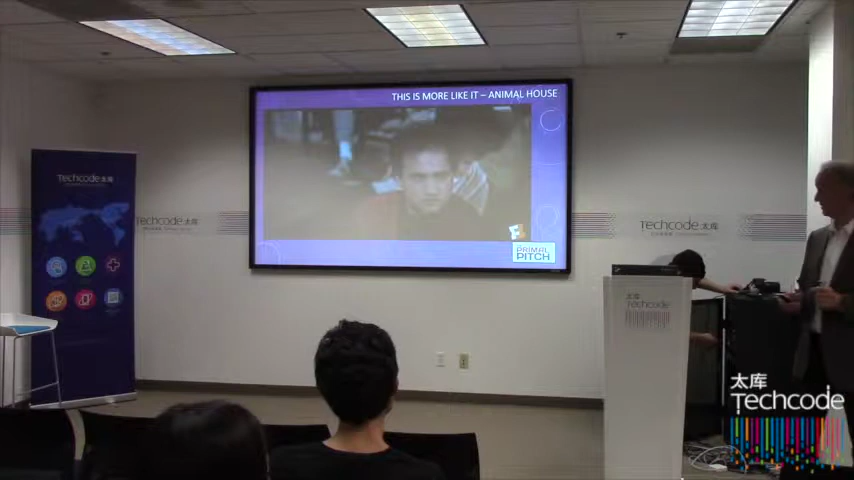 THIS IS MORE LIKE IT – ANIMAL HOUSE
PRIMAL
PITCH
Techcode 太库
Techcode 太库
Techcode 太库
太库
Techcode
太库
Techcode